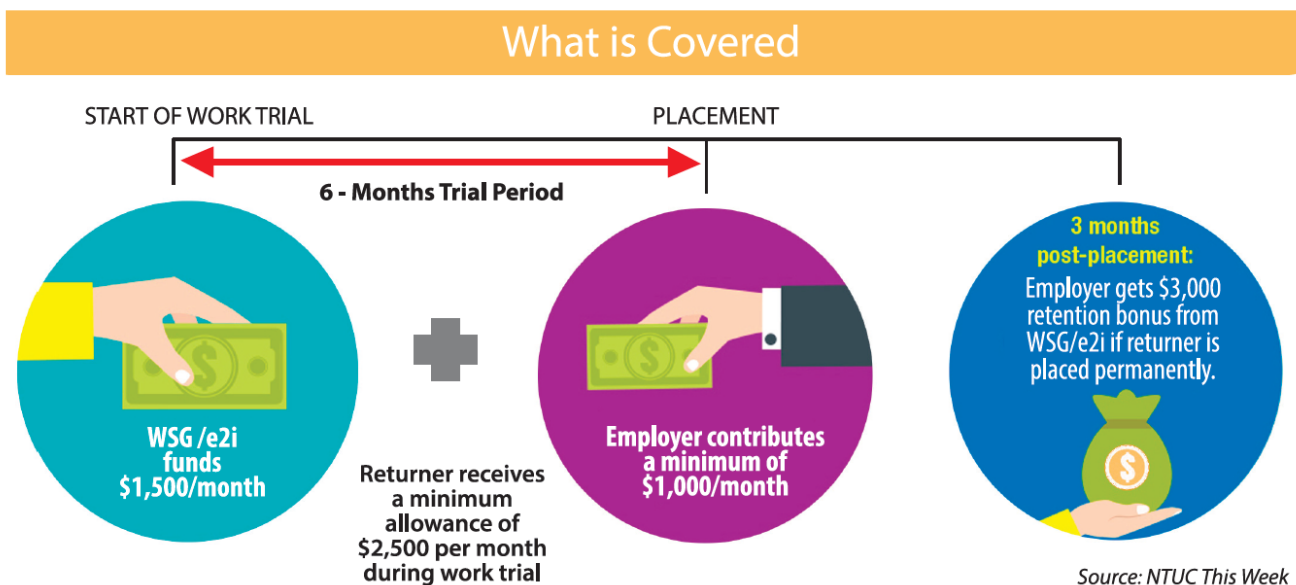 What is Covered
START OF WORK TRIAL
PLACEMENT
6 - Months Trial Period
WSG /e2i
funds
$1,500/month
Returner receives
a minimum
allowance of
$2,500 per month
during work trial
Employer contributes
a minimum of
$1,000/month
3 months
post-placement:
Employer gets $3,000
retention bonus from
WSG/e2i if returner is
placed permanently.
$
$
$
Source: NTUC This Week